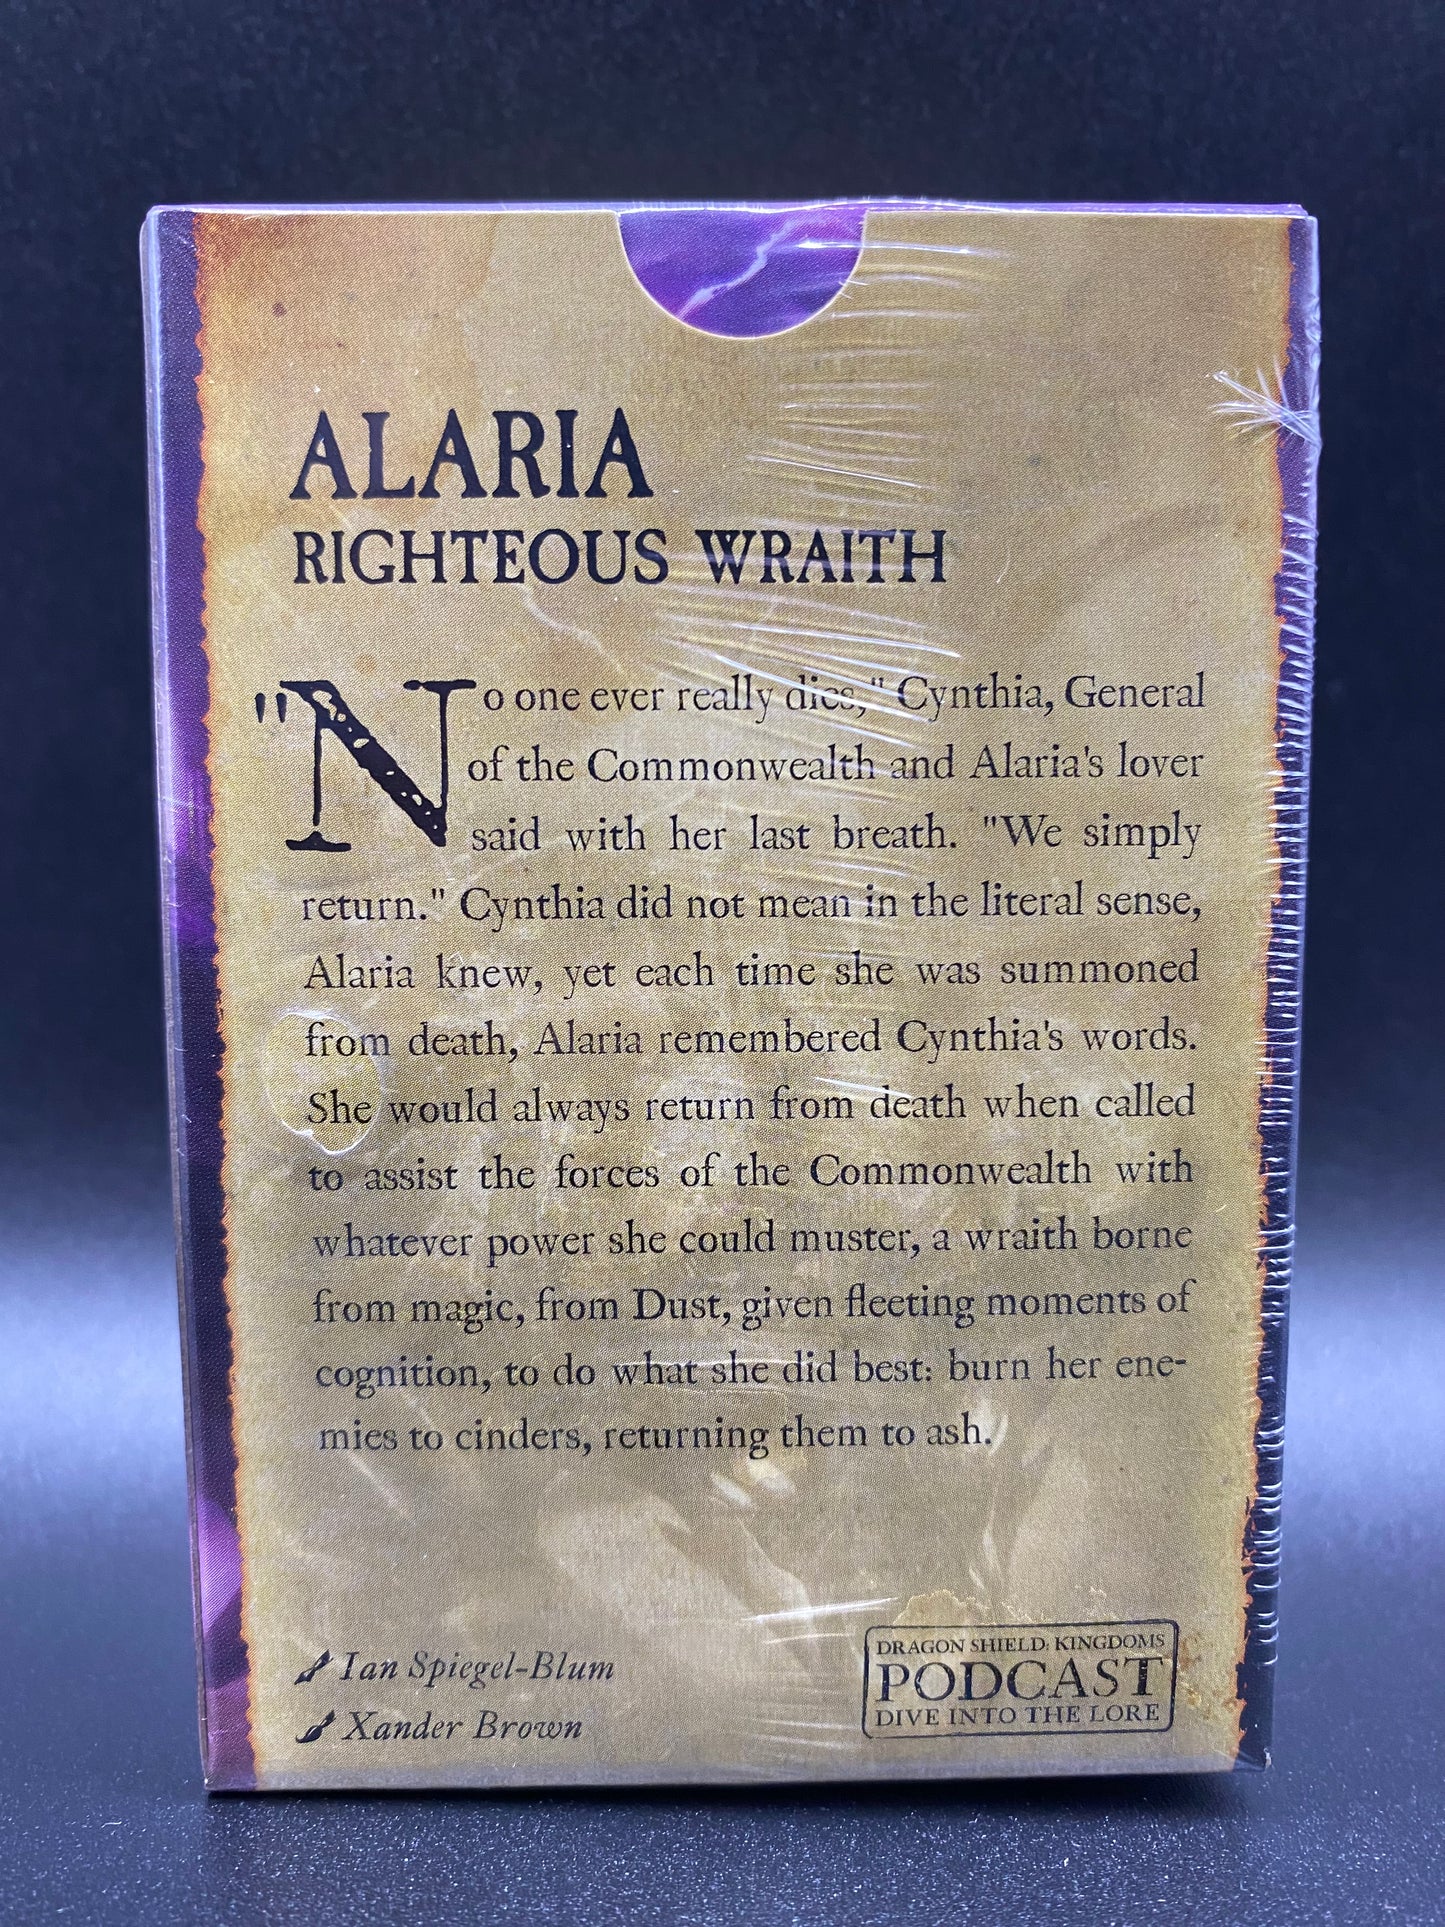 ALARIA
RIGHTEOUS WRAITH
"No one ever really dies," Cynthia, General
of the Commonwealth and Alaria's lover
said with her last breath. "We simply
return." Cynthia did not mean in the literal sense,
Alaria knew, yet each time she was summoned
from death, Alaria remembered Cynthia's words.
She would always return from death when called
to assist the forces of the Commonwealth with
whatever power she could muster, a wraith borne
from magic, from Dust, given fleeting moments of
cognition, to do what she did best: burn her ene-
mies to cinders, returning them to ash.
Ian Spiegel-Blum
Xander Brown
DRAGON SHIELD: KINGDOMS
PODCAST
DIVE INTO THE LORE